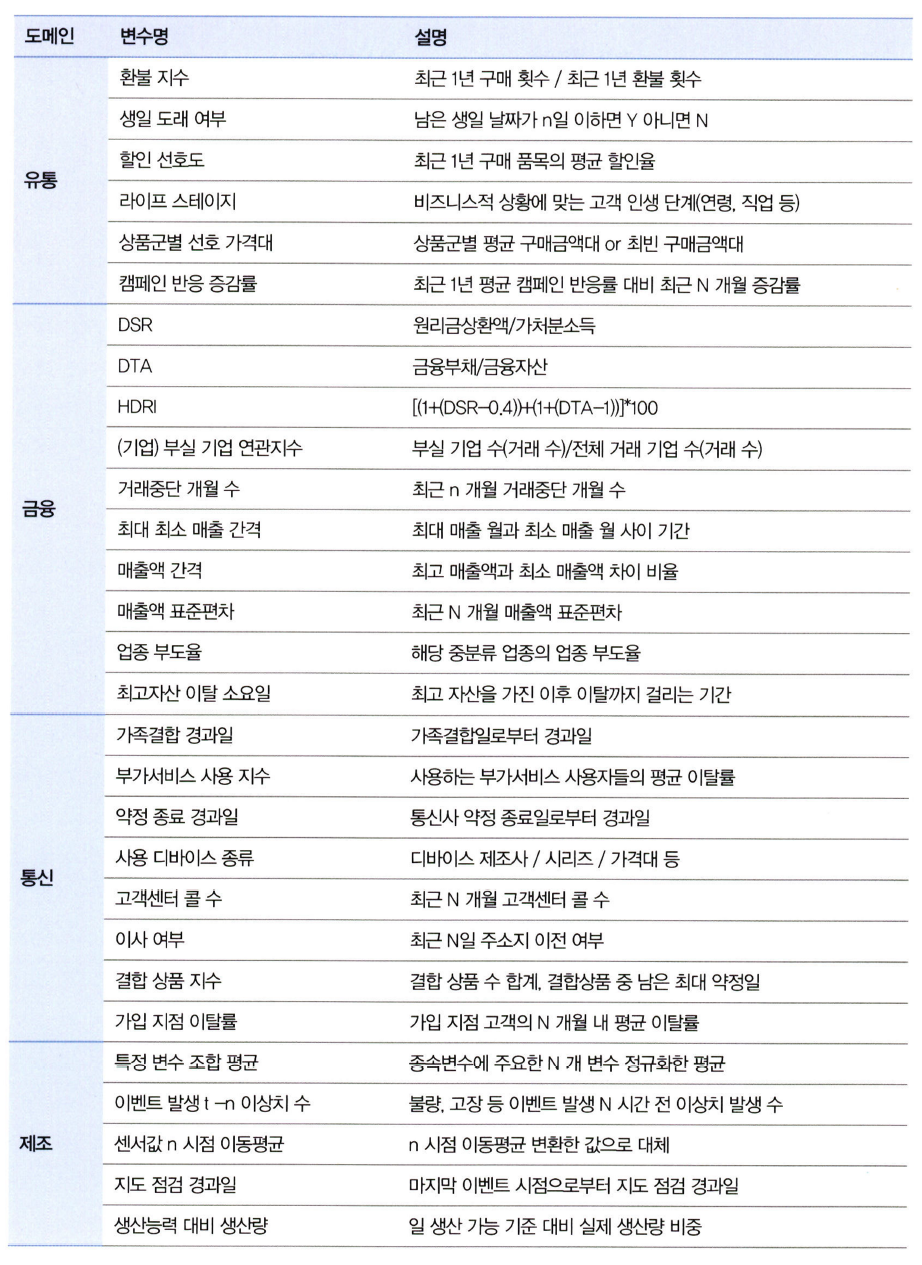 도메인 변수명 설명
유통
환불 지수 최근 1년 구매 횟수 / 최근 1년 환불 횟수
생일 도래 여부 남은 생일 날짜가 n일 이하면 Y 아니면 N
할인 선호도 최근 1년 구매 품목의 평균 할인율
라이프 스테이지 비즈니스적 상황에 맞는 고객 인생 단계(연령, 직업 등)
상품군별 선호 가격대 상품군별 평균 구매금액대 or 최빈 구매금액대
캠페인 반응 증감률 최근 1년 평균 캠페인 반응률 대비 최근 N 개월 증감률
금융
DSR 원리금상환액/가처분소득
DTA 금융부채/금융자산
HDRI [(1+(DSR-0.4))+(1+(DTA-1))]*100
(기업) 부실 기업 연관지수 부실 기업 수(거래 수)/전체 거래 기업 수(거래 수)
거래중단 개월 수 최근 n 개월 거래중단 개월 수
최대 최소 매출 간격 최대 매출 월과 최소 매출 월 사이 기간
매출액 간격 최고 매출액과 최소 매출액 차이 비율
매출액 표준편차 최근 N 개월 매출액 표준편차
업종 부도율 해당 중분류 업종의 업종 부도율
최고자산 이탈 소요일 최고 자산을 가진 이후 이탈까지 걸리는 기간
통신
가족결합 경과일 가족결합일로부터 경과일
부가서비스 사용 지수 사용하는 부가서비스 사용자들의 평균 이탈률
약정 종료 경과일 통신사 약정 종료일로부터 경과일
사용 디바이스 종류 디바이스 제조사 / 시리즈 / 가격대 등
고객센터 콜 수 최근 N 개월 고객센터 콜 수
이사 여부 최근 N일 주소지 이전 여부
결합 상품 지수 결합 상품 수 합계, 결합상품 중 남은 최대 약정일
가입 지점 이탈률 가입 지점 고객의 N 개월 내 평균 이탈률
제조
특정 변수 조합 평균 종속변수에 주요한 N 개 변수 정규화한 평균
이벤트 발생 t -n 이상치 수 불량, 고장 등 이벤트 발생 N 시간 전 이상치 발생 수
센서값 n 시점 이동평균 n 시점 이동평균 변환한 값으로 대체
지도 점검 경과일 마지막 이벤트 시점으로부터 지도 점검 경과일
생산능력 대비 생산량 일 생산 가능 기준 대비 실제 생산량 비중